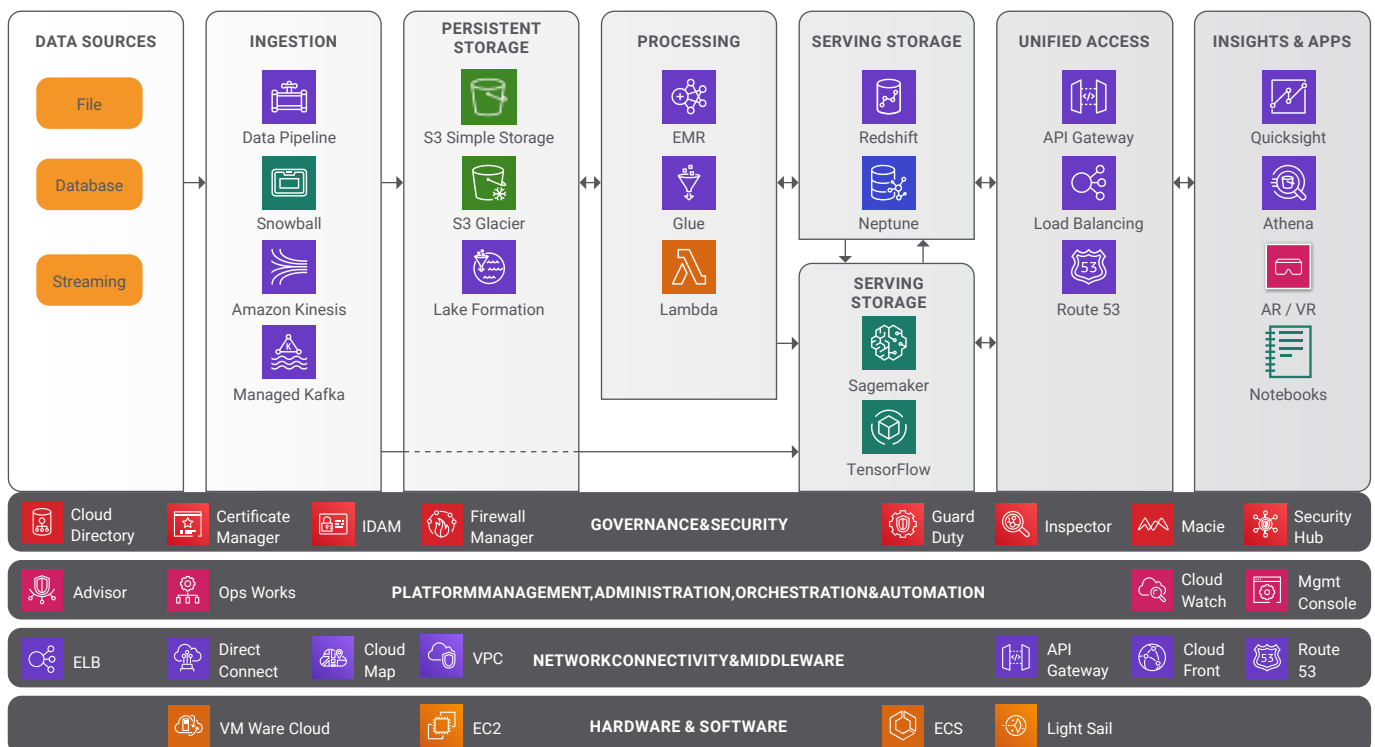 DATA SOURCES
File
Database
Streaming
INGESTION
Data Pipeline
Snowball
Amazon Kinesis
K
Managed Kafka
PERSISTENT
STORAGE
S3 Simple Storage
S3 Glacier
Lake Formation
PROCESSING
EMR
Glue
Lambda
SERVING STORAGE
Redshift
Neptune
SERVING
STORAGE
Sagemaker
TensorFlow
UNIFIED ACCESS
API Gateway
Load Balancing
53
Route 53
INSIGHTS & APPS
Quicksight
Athena
AR / VR
Notebooks
Cloud
Directory
Certificate
Manager
IDAM
Firewall
Manager
GOVERNANCE&SECURITY
Guard
Duty
Inspector
Macie
Security
Hub
Advisor
Ops Works
PLATFORMMANAGEMENT,ADMINISTRATION,ORCHESTRATION&AUTOMATION
Cloud
Watch
Mgmt
Console
ELB
Direct
Connect
Cloud
Map
VPC
NETWORKCONNECTIVITY&MIDDLEWARE
API
Gateway
Cloud
Front
53
Route
53
VM Ware Cloud
EC2
HARDWARE & SOFTWARE
ECS
Light Sail